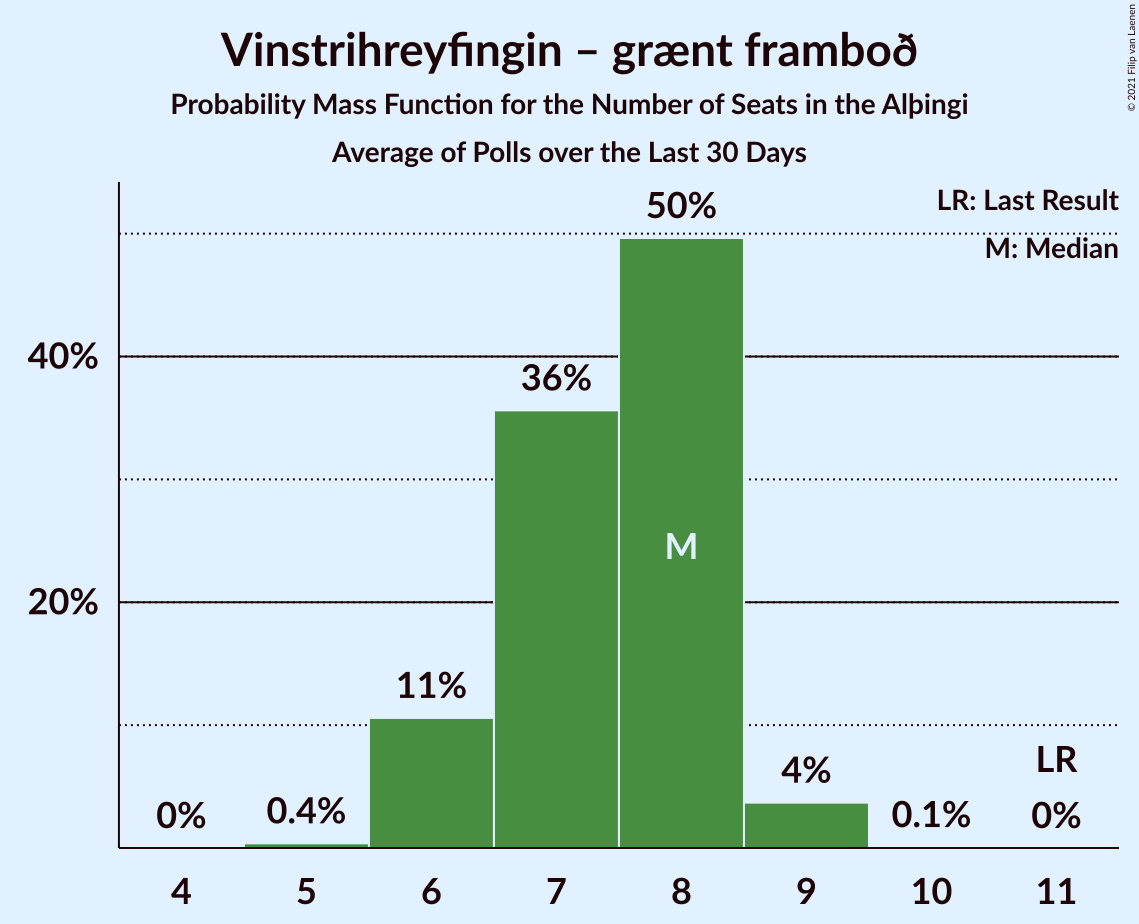 Vinstrihreyfingin – grænt framboð
Probability Mass Function for the Number of Seats in the Alþingi
Average of Polls over the Last 30 Days
© 2021 Filip van Laenen
LR: Last Result
M: Median
50%
40%
36%
M
20%
11%
LR
4%
0%
0.4%
0.1%
0%
4 5 6 7 8 9 10 11